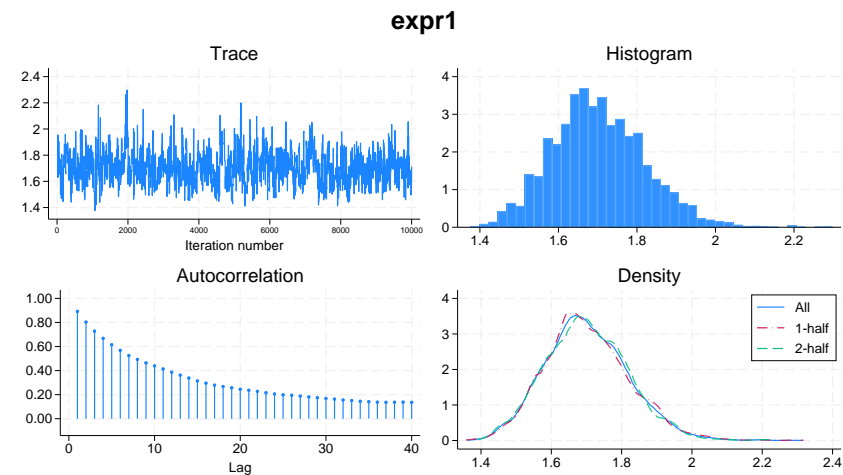 expr1
Trace
2.4
2.2
2
1.8
1.6
1.4
0 2000 4000 6000 8000 10000
Iteration number
Histogram
4
3
2
1
0
1.4 1.6 1.8 2 2.2
Autocorrelation
1.00
0.80
0.60
0.40
0.20
0.00
0 10 20 30 40
Lag
Density
4
3
2
1
0
1.4 1.6 1.8 2 2.2 2.4
All
1-half
2-half